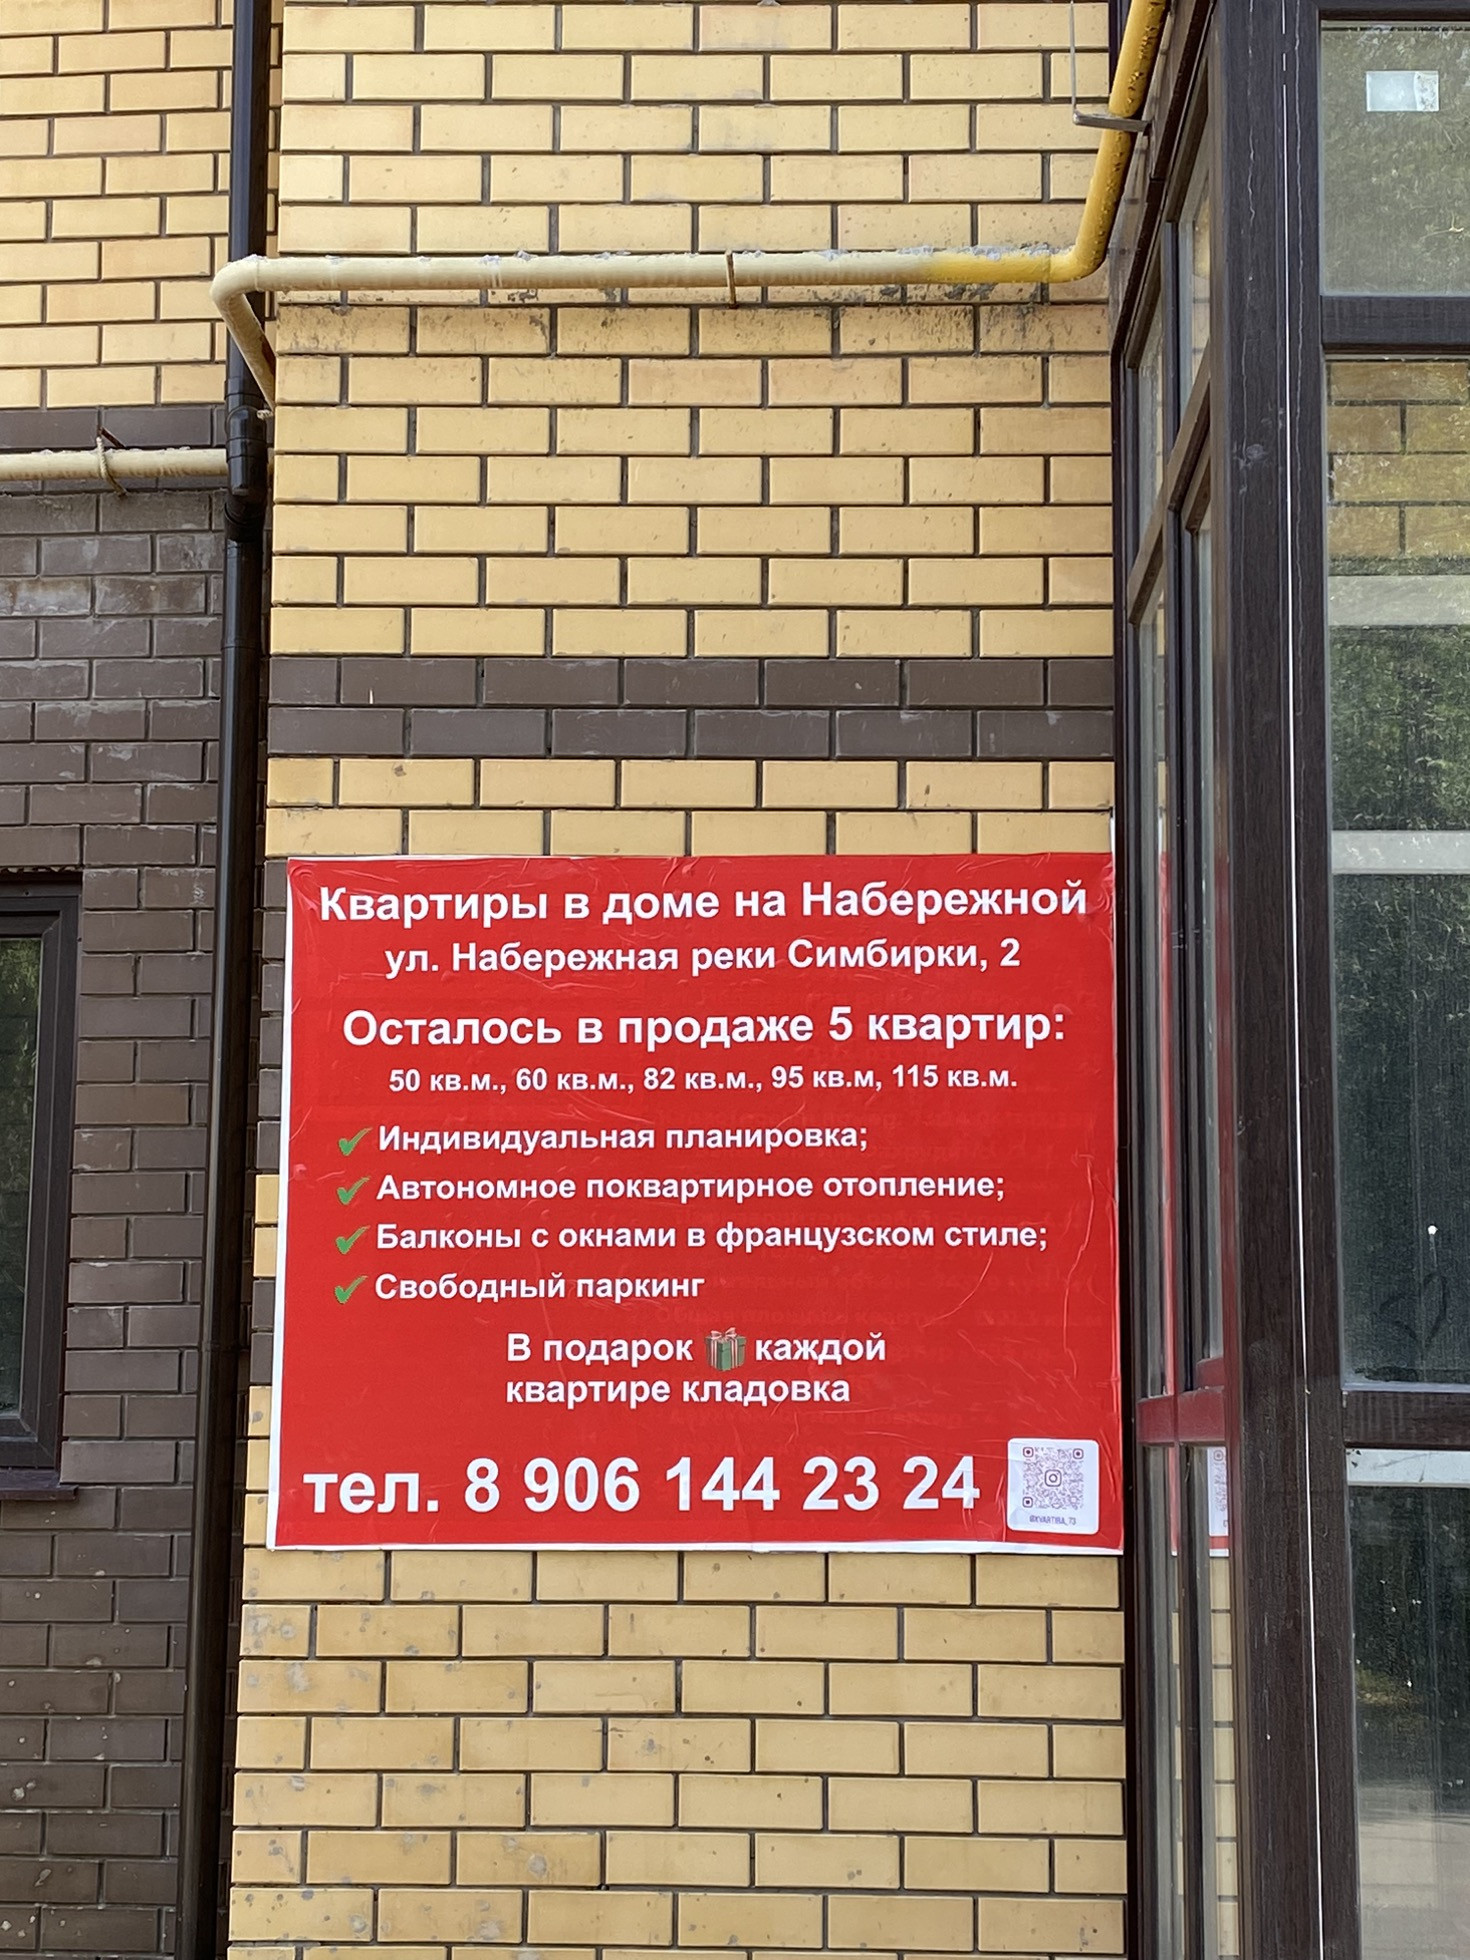 Квартиры в доме на Набережной
ул. Набережная реки Симбирки, 2
Осталось в продаже 5 квартир:
50 кв.м., 60 кв.м., 82 кв.м., 95 кв.м, 115 кв.м.
Индивидуальная планировка;
Автономное поквартирное отопление;
Балконы с окнами в французском стиле;
Свободный паркинг
В подарок каждой
квартире кладовка
тел. 8 906 144 23 24
@KVARTIRA_73